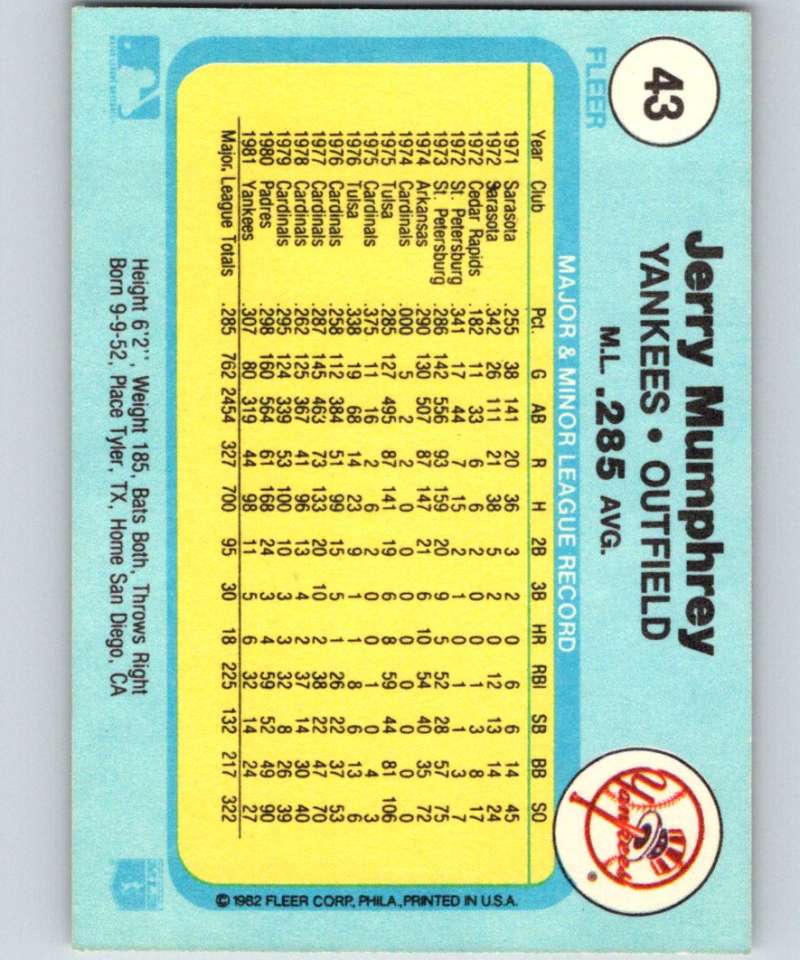 43
FLEER
Jerry Mumphrey
YANKEES • OUTFIELD
M.L. .285 AVG.
Yankees
MAJOR & MINOR LEAGUE RECORD
Year Club Pct. G AB R H 2B 3B HR RBI SB BB SO
1971 Sarasota .255 38 141 20 36 3 2 0 6 6 14 45
1972 Sarasota .342 26 111 21 38 5 2 0 12 13 14 24
1972 Cedar Rapids .182 11 33 6 6 2 0 0 1 3 8 17
1972 St. Petersburg .341 17 44 7 15 2 1 0 1 1 3 7
1973 St. Petersburg .286 142 556 93 159 20 9 5 52 28 57 75
1974 Arkansas .290 130 507 87 147 21 6 10 54 40 35 72
1974 Cardinals .000 5 2 2 0 0 0 0 0 0 0 0
1975 Tulsa .285 127 495 87 141 19 6 8 59 44 81 106
1975 Cardinals .375 11 16 2 6 2 0 0 1 0 4 3
1976 Tulsa .338 19 68 14 23 9 1 1 8 6 13 6
1976 Cardinals .258 112 384 51 99 15 5 1 26 22 37 53
1977 Cardinals .287 145 463 73 133 20 10 2 38 22 47 70
1978 Cardinals .262 125 367 41 96 13 4 2 37 14 30 40
1979 Cardinals .295 124 339 53 100 10 3 3 32 8 26 39
1980 Padres .298 160 564 61 168 24 3 4 59 52 49 90
1981 Yankees .307 80 319 44 98 11 5 6 32 14 24 27
Major League Totals .285 762 2454 327 700 95 30 18 225 132 217 322
© 1982 FLEER CORP., PHILA., PRINTED IN U.S.A.
Height 6'2", Weight 185, Bats Both, Throws Right
Born 9-9-52, Place Tyler, TX, Home San Diego, CA